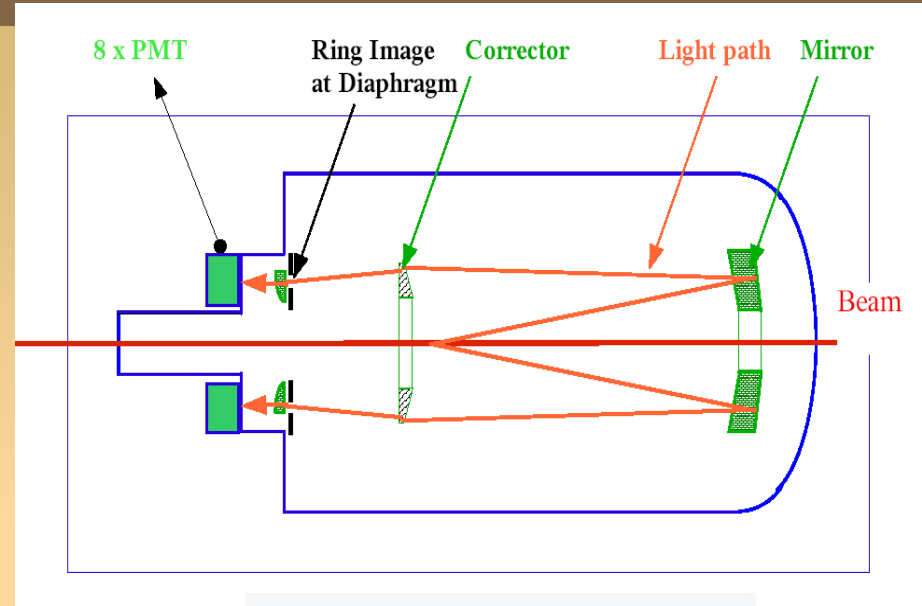 8 x PMT
Ring Image
at Diaphragm
Corrector
Light path
Mirror
Beam